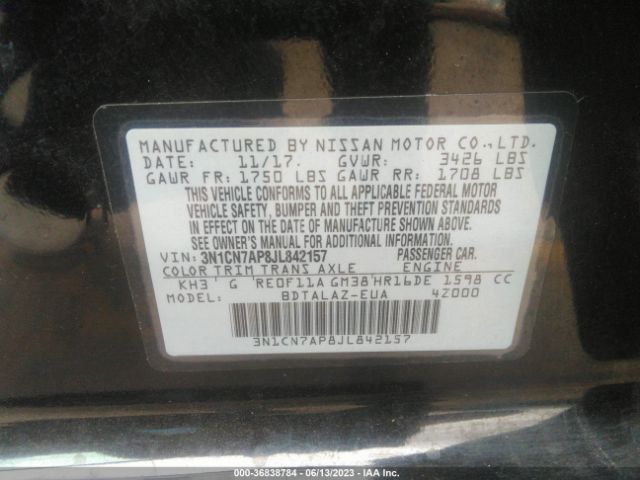 MANUFACTURED BY NISSAN MOTOR CO.,LTD.
DATE: 11/17. GVWR: 3426 LBS
GAWR FR: 1750 LBS GAWR RR: 1708 LBS
THIS VEHICLE CONFORMS TO ALL APPLICABLE FEDERAL MOTOR
VEHICLE SAFETY, BUMPER AND THEFT PREVENTION STANDARDS
IN EFFECT ON THE DATE OF MANUFACTURE SHOWN ABOVE.
SEE OWNER'S MANUAL FOR ADDITIONAL INFORMATION
VIN: 3N1CN7AP8JL842157 PASSENGER CAR.
COLOR TRIM TRANS AXLE ENGINE
KH3 G RE0F11A GM38 HR16DE 1598 CC
MODEL: BDTALAZ-EUA 4Z000
3N1CN7AP8JL842157
00-36838784 - 06/13/2023 - IAA Inc.